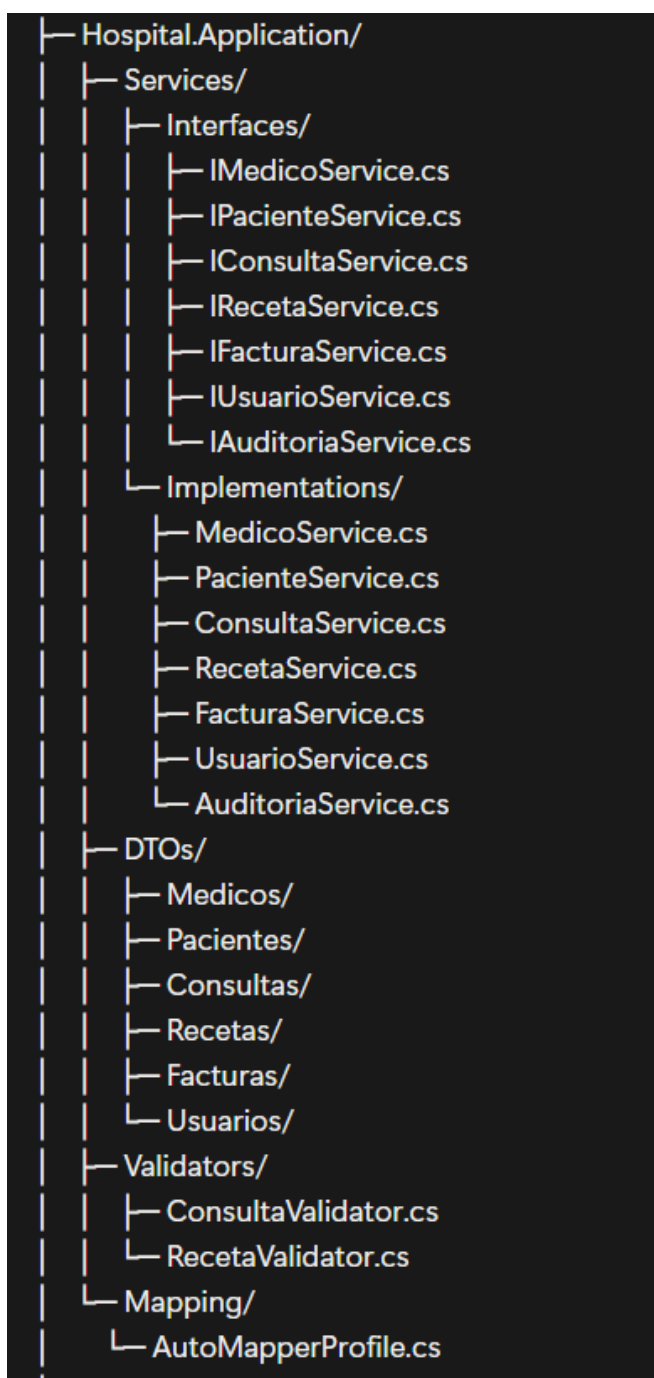 ├─ Hospital.Application/
│ ├─ Services/
│ │ ├─ Interfaces/
│ │ │ ├─ IMedicoService.cs
│ │ │ ├─ IPacienteService.cs
│ │ │ ├─ IConsultaService.cs
│ │ │ ├─ IRecetaService.cs
│ │ │ ├─ IFacturaService.cs
│ │ │ ├─ IUsuarioService.cs
│ │ │ └─ IAuditoriaService.cs
│ │ └─ Implementations/
│ │   ├─ MedicoService.cs
│ │   ├─ PacienteService.cs
│ │   ├─ ConsultaService.cs
│ │   ├─ RecetaService.cs
│ │   ├─ FacturaService.cs
│ │   ├─ UsuarioService.cs
│ │   └─ AuditoriaService.cs
│ ├─ DTOs/
│ │ ├─ Medicos/
│ │ ├─ Pacientes/
│ │ ├─ Consultas/
│ │ ├─ Recetas/
│ │ ├─ Facturas/
│ │ └─ Usuarios/
│ ├─ Validators/
│ │ ├─ ConsultaValidator.cs
│ │ └─ RecetaValidator.cs
│ └─ Mapping/
│   └─ AutoMapperProfile.cs